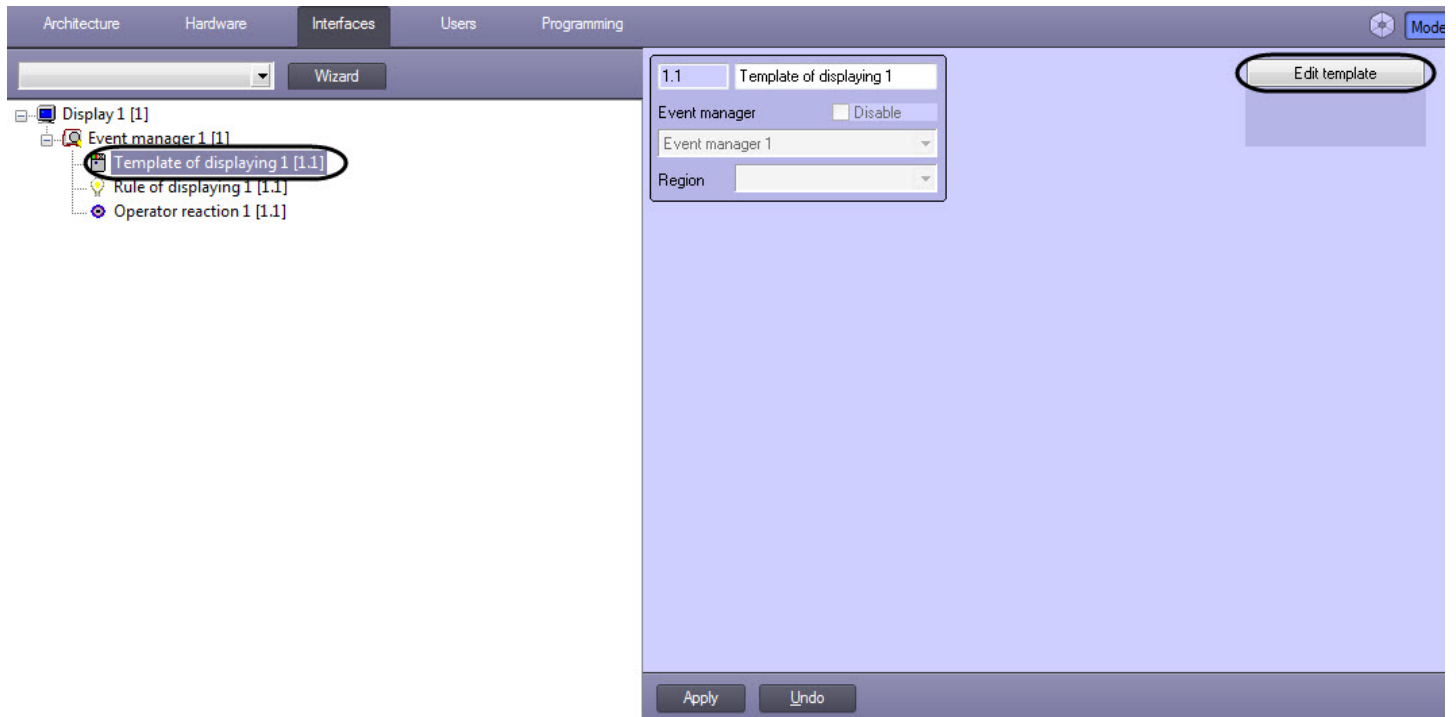 Architecture Hardware Interfaces Users Programming Mode
Wizard
Display 1 [1]
Event manager 1 [1]
Template of displaying 1 [1.1]
Rule of displaying 1 [1.1]
Operator reaction 1 [1.1]
1.1 Template of displaying 1
Event manager Disable
Event manager 1
Region
Edit template
Apply Undo